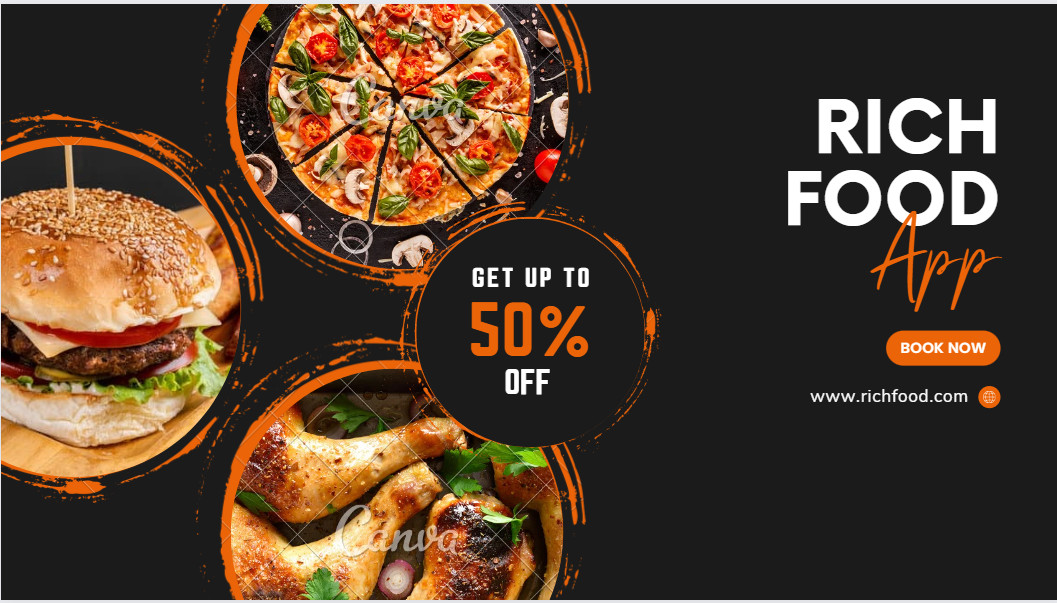 Canva
GET UP TO
50%
OFF
Canva
RICH
FOOD
App
BOOK NOW
www.richfood.com